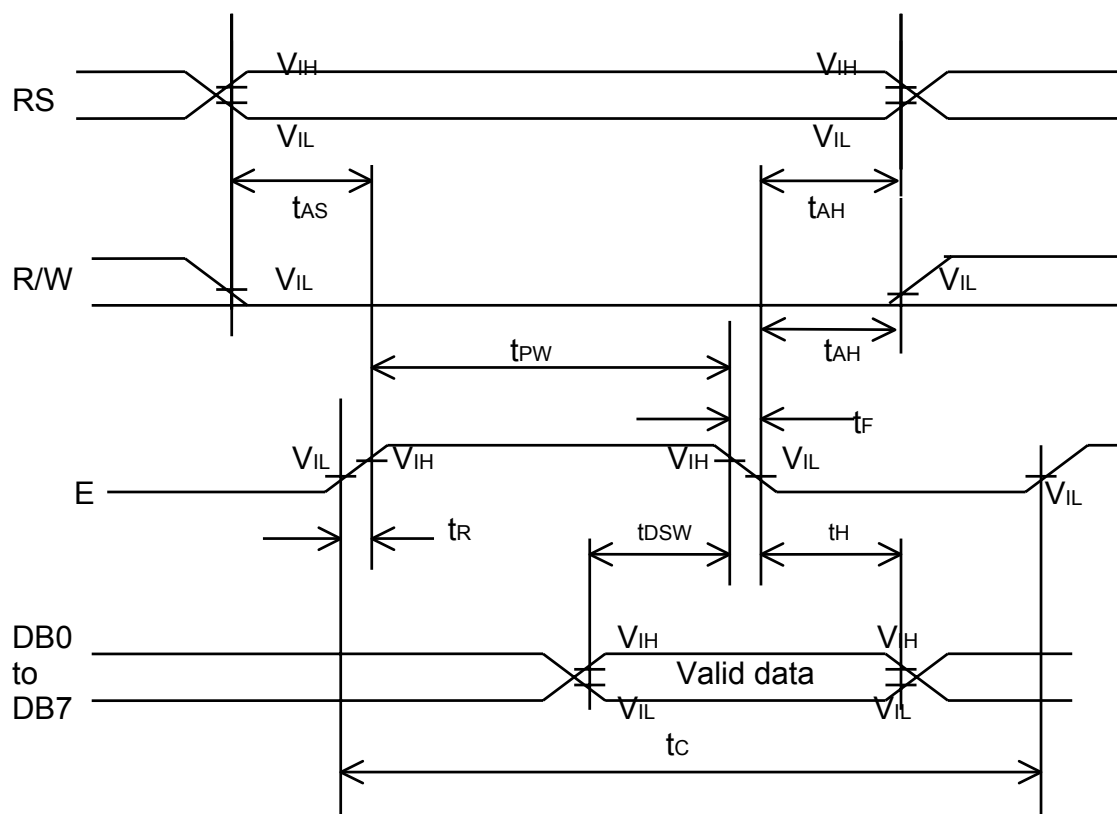 VIH VIH
RS
VIL VIL
tAS tAH
R/W VIL VIL
tPW tAH
tF
VIL VIH VIH VIL
E VIL
tR tDSW tH
DB0 VIH VIH
to Valid data
DB7 VIL VIL
tC